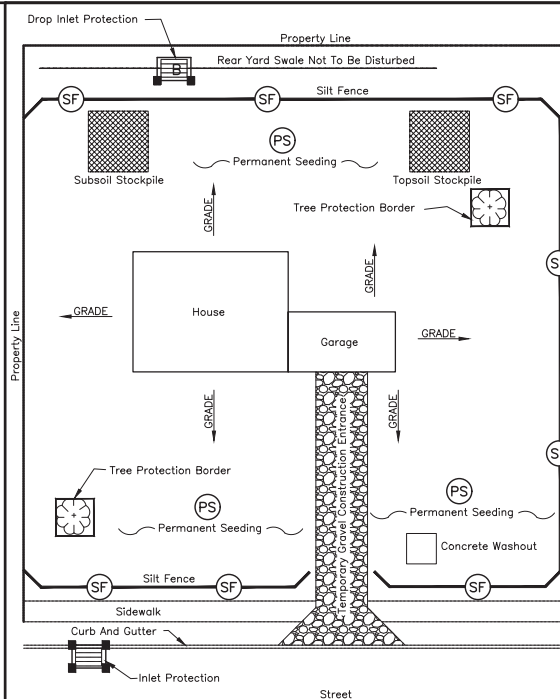 Drop Inlet Protection
Property Line
B
Rear Yard Swale Not To Be Disturbed
Silt Fence
SF
SF
SF
PS
Permanent Seeding
Subsoil Stockpile
Topsoil Stockpile
Tree Protection Border
GRADE
GRADE
S
House
GRADE
Garage
GRADE
Property Line
GRADE
GRADE
Temporary Gravel Construction Entrance
S
Tree Protection Border
PS
Permanent Seeding
PS
Permanent Seeding
Concrete Washout
Silt Fence
SF
SF
SF
Sidewalk
Curb And Gutter
Inlet Protection
Street